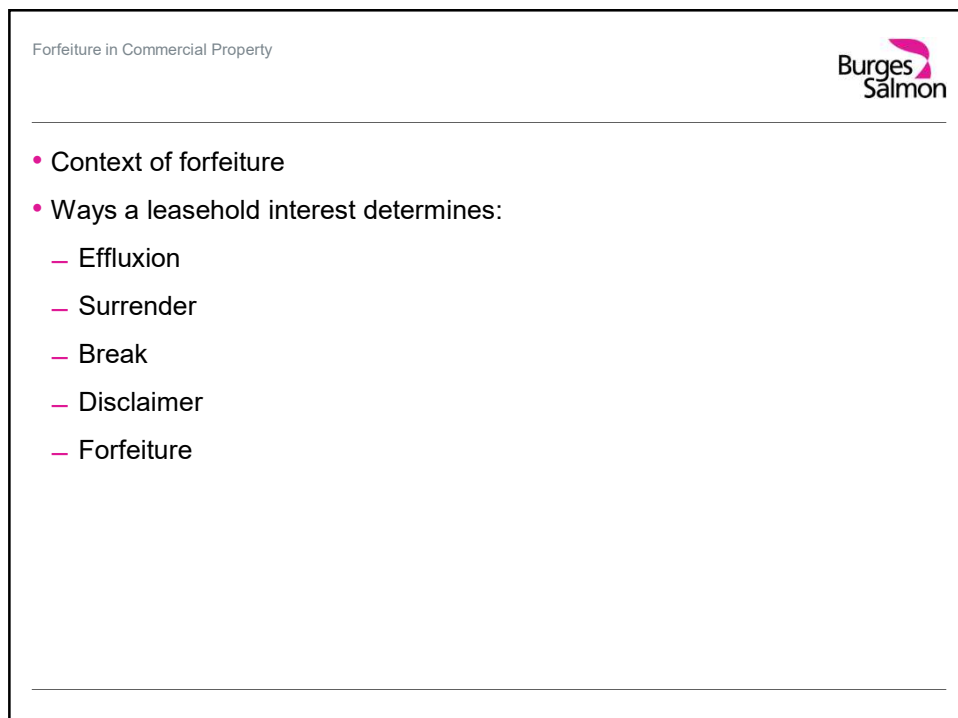 Forfeiture in Commercial Property
Burges
Salmon
• Context of forfeiture
• Ways a leasehold interest determines:
– Effluxion
– Surrender
– Break
– Disclaimer
– Forfeiture